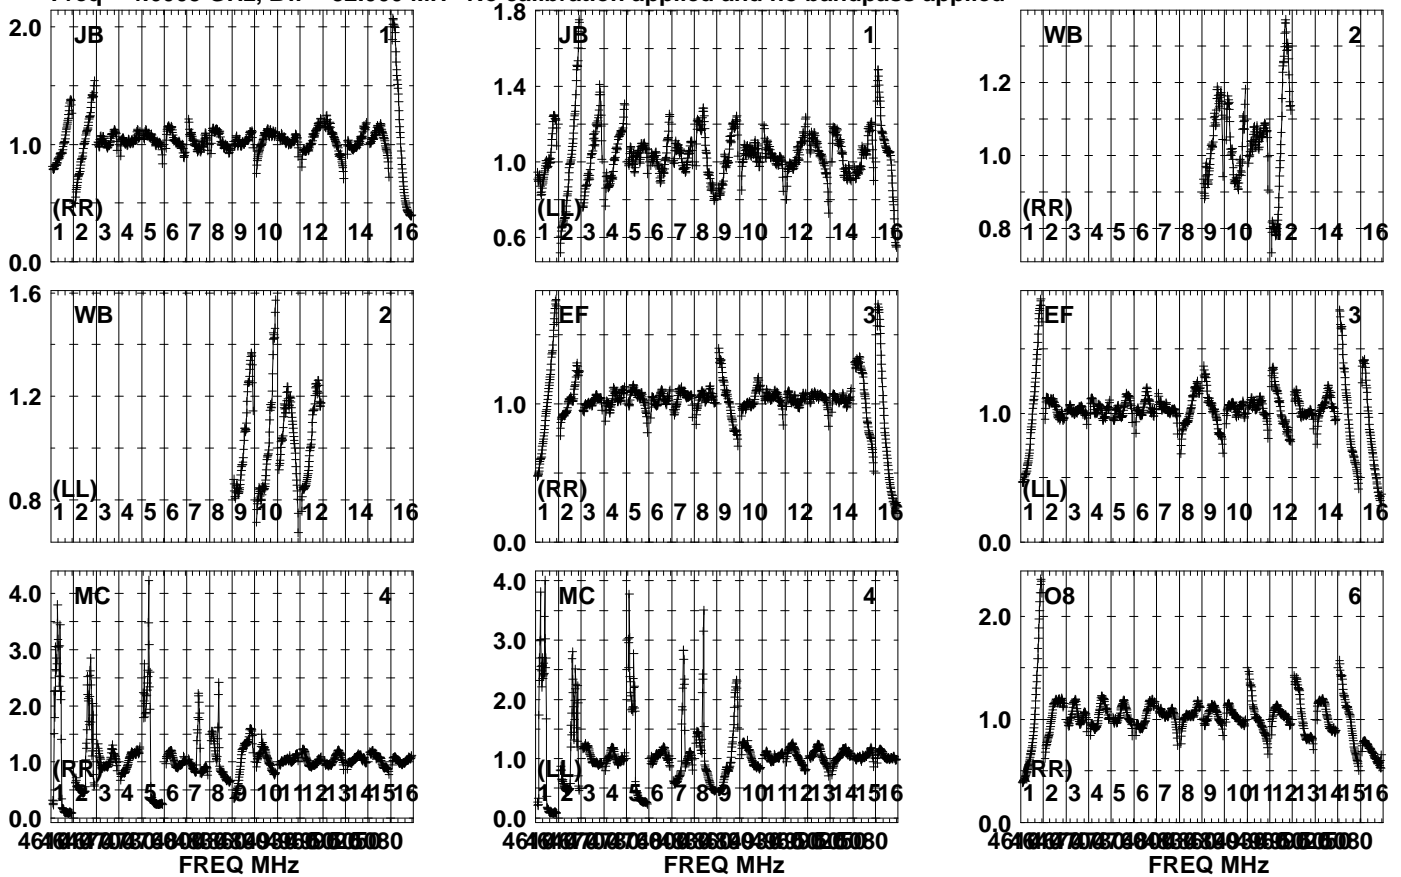 No calibration applied and no bandpass applied
JB 1
2.0
1.0
0.0
(RR)
1 2 3 4 5 6 7 8 9 10 12 14 16
JB 1
1.8
1.4
1.0
0.6
(LL)
1 2 3 4 5 6 7 8 9 10 12 14 16
WB 2
1.2
1.0
0.8
(RR)
1 2 3 4 5 6 7 8 9 10 12 14 16
WB 2
1.6
1.2
0.8
(LL)
1 2 3 4 5 6 7 8 9 10 12 14 16
EF 3
1.0
0.0
(RR)
1 2 3 4 5 6 7 8 9 10 12 14 16
EF 3
1.0
0.0
(LL)
1 2 3 4 5 6 7 8 9 10 12 14 16
MC 4
4.0
3.0
2.0
1.0
0.0
(RR)
1 2 3 4 5 6 7 8 9 10 11 12 13 14 15 16
FREQ MHz
MC 4
4.0
3.0
2.0
1.0
0.0
(LL)
1 2 3 4 5 6 7 8 9 10 11 12 13 14 15 16
FREQ MHz
O8 6
2.0
1.0
0.0
(RR)
1 2 3 4 5 6 7 8 9 10 11 12 13 14 15 16
FREQ MHz